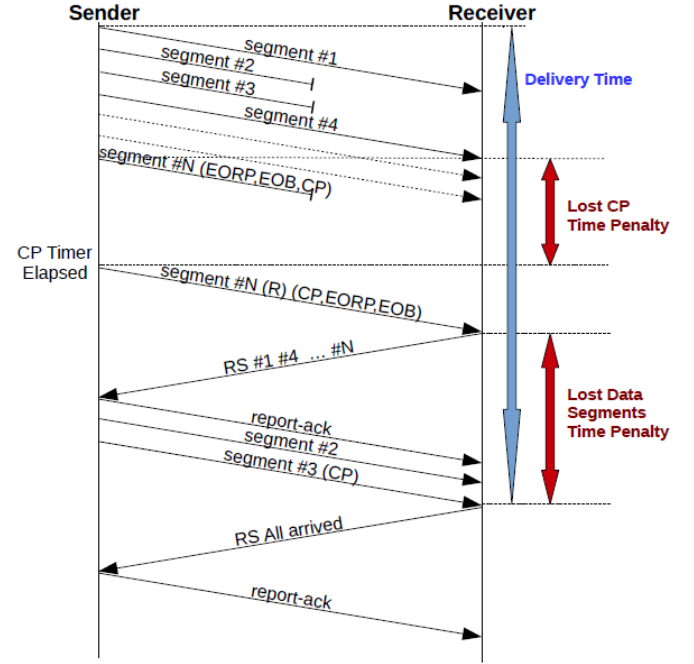 Sender
Receiver
segment #1
segment #2
segment #3
segment #4
Delivery Time
segment #N (EORP,EOB,CP)
Lost CP
Time Penalty
CP Timer
Elapsed
segment #N (R) (CP,EORP,EOB)
RS #1 #4 ... #N
Lost Data
Segments
Time Penalty
report-ack
segment #2
segment #3 (CP)
RS All arrived
report-ack